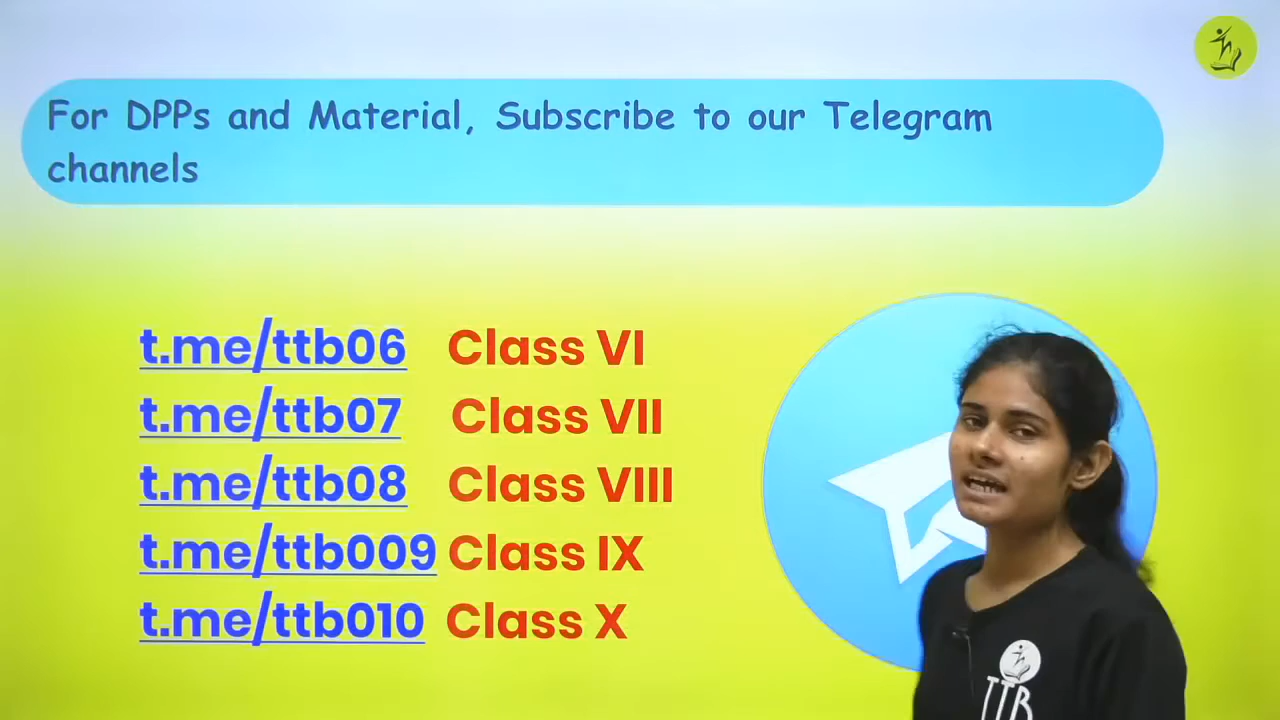 For DPPs and Material, Subscribe to our Telegram
channels
t.me/ttb06 Class VI
t.me/ttb07 Class VII
t.me/ttb08 Class VIII
t.me/ttb009 Class IX
t.me/ttb010 Class X
TTB